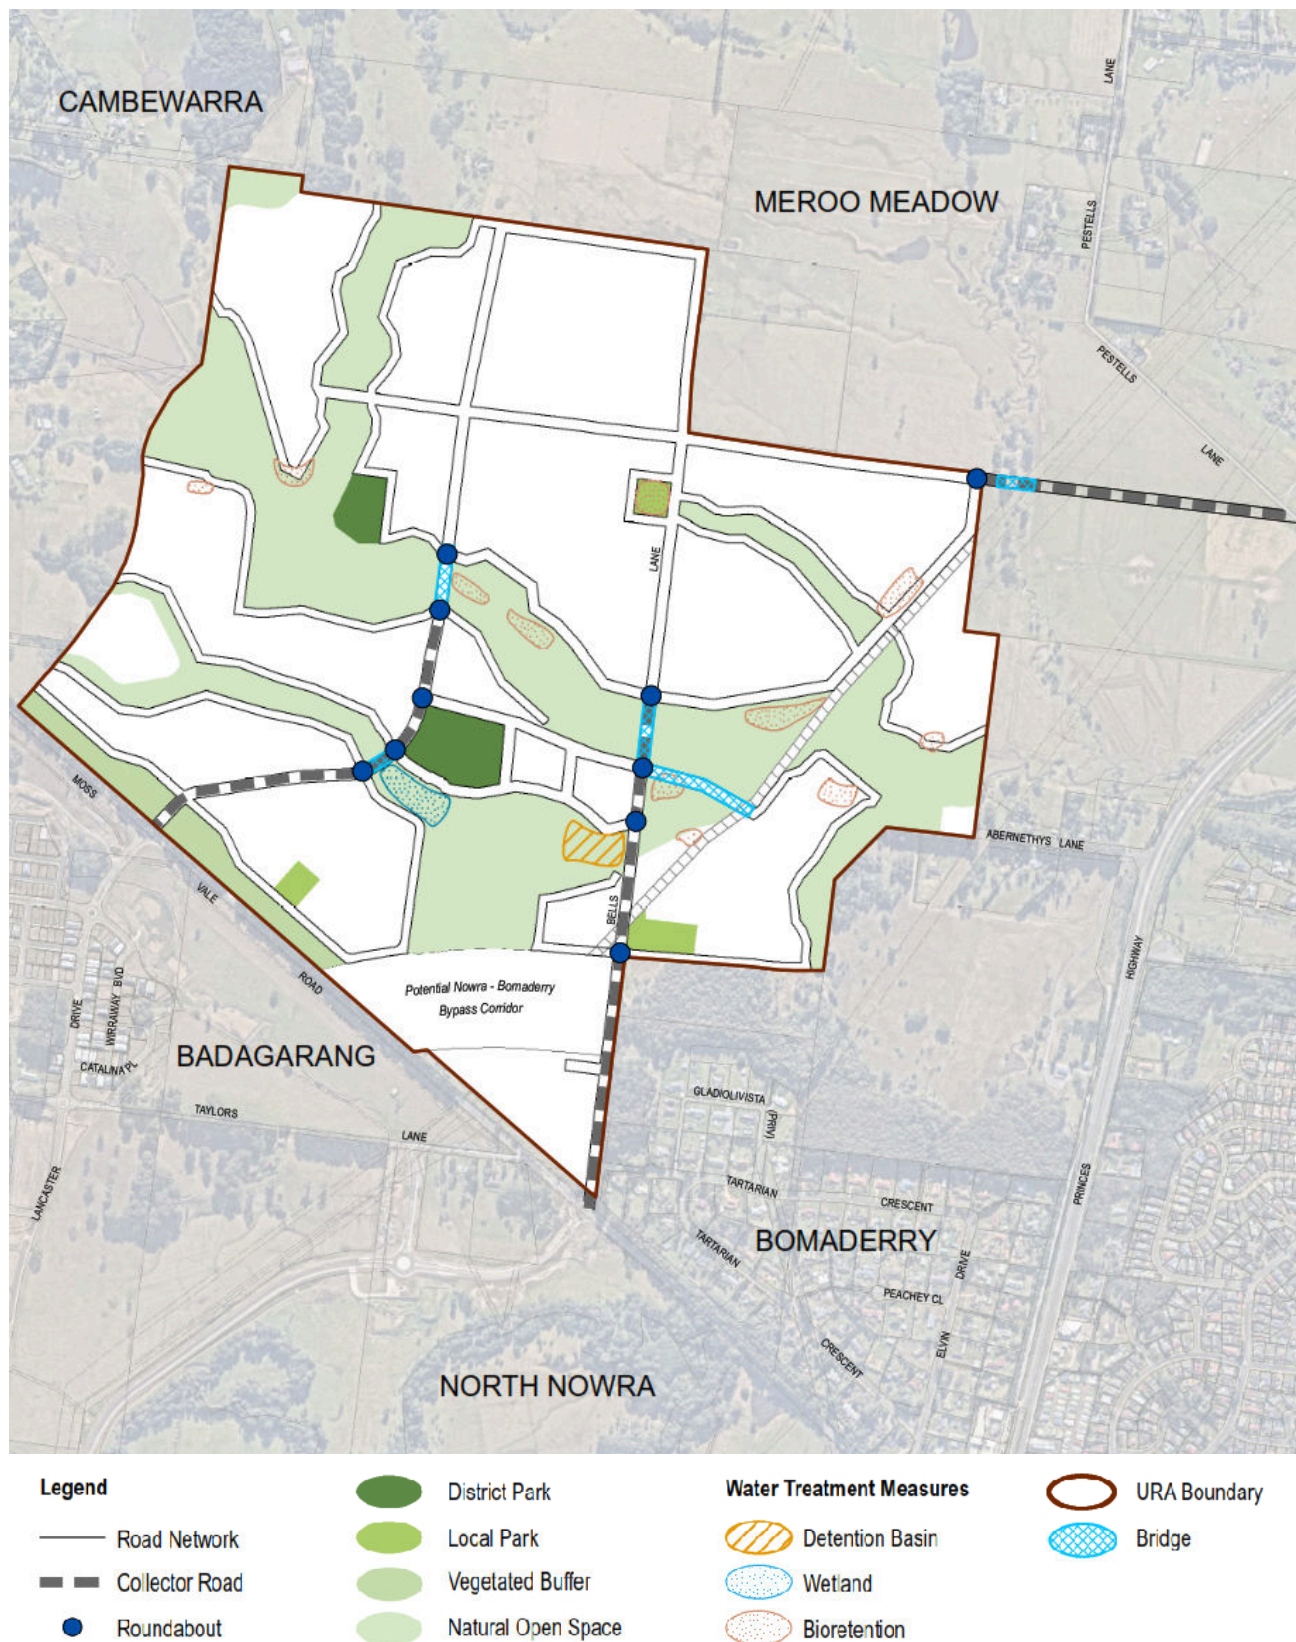 LANE
CAMBEWARRA
MEROO MEADOW
PESTELLS
PESTELLS
LANE
LANE
MOSS
ABERNETHYS LANE
VALE
BELLS
HIGHWAY
ROAD
Potential Nowra - Bomaderry
Bypass Corridor
DRIVE
WIRRAWAY BVD
BADAGARANG
CATALINA PL
GLADIOLIVISTA
(PRIV)
TAYLORS
LANE
LANCASTER
TARTARIAN
CRESCENT
PRINCES
TARTARIAN
BOMADERRY
DRIVE
PEACHEY CL
ELVIN
CRESCENT
NORTH NOWRA
Legend
Road Network
Collector Road
Roundabout
District Park
Local Park
Vegetated Buffer
Natural Open Space
Water Treatment Measures
Detention Basin
Wetland
Bioretention
URA Boundary
Bridge